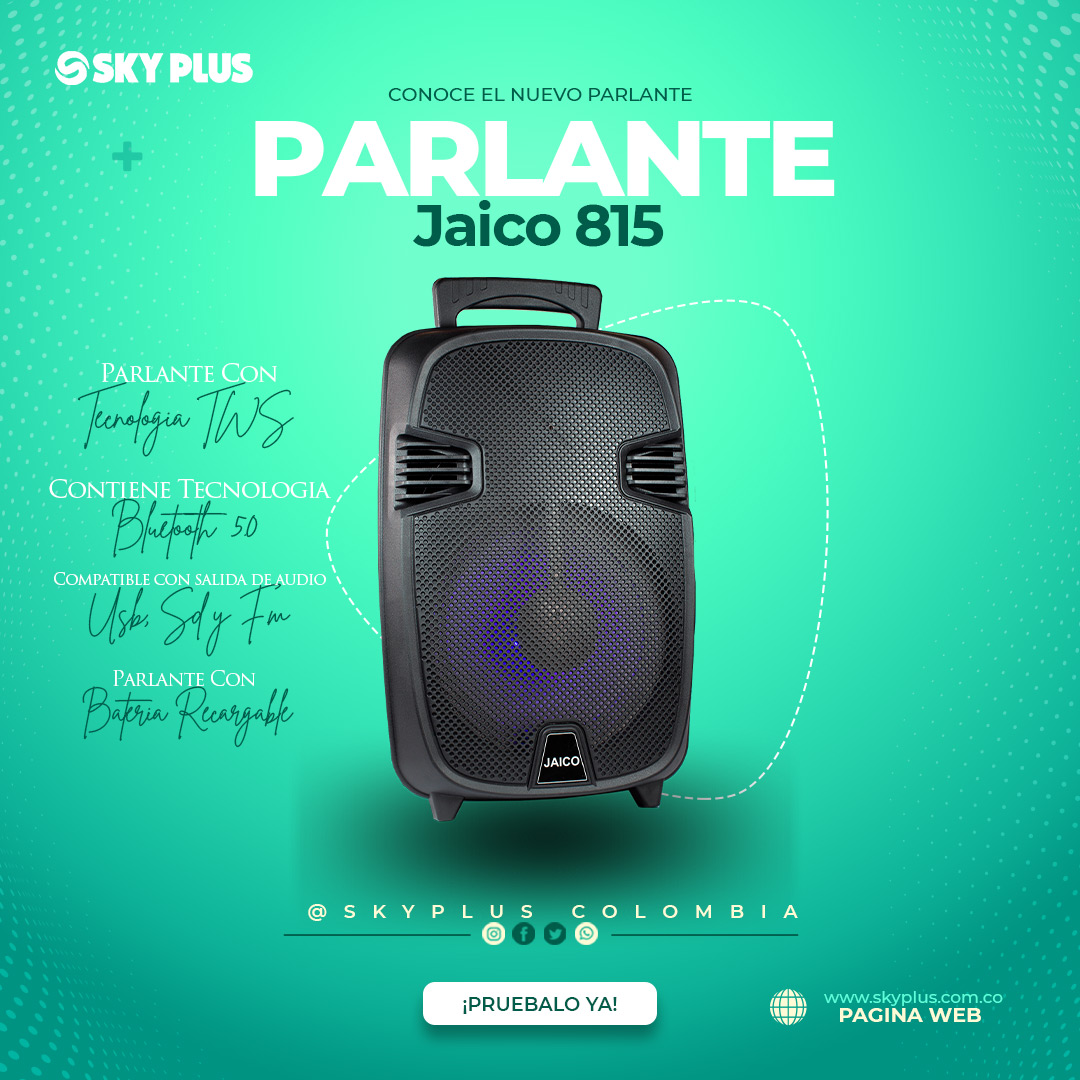 SKY PLUS
CONOCE EL NUEVO PARLANTE
PARLANTE
Jaico 815
PARLANTE CON
Tecnologia TWS
CONTIENE TECNOLOGIA
Bluetooth 5.0
COMPATIBLE CON SALIDA DE AUDIO
Usb, Sd y Fm
PARLANTE CON
Bateria Recargable
JAICO
@SKYPLUS COLOMBIA
¡PRUEBALO YA!
www.skyplus.com.co
PAGINA WEB